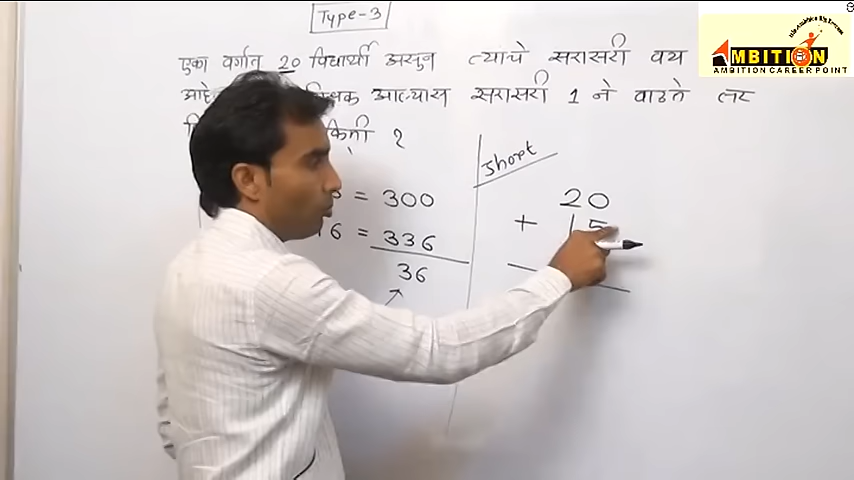 Type-3
एका वर्गात 20 विद्यार्थी असुन त्यांचे सरासरी वय
आहे शिक्षक आल्यास सरासरी 1 ने वाढते तर
किती ?
= 300
16 = 336
36
Short
20
+ 15
AMBITION
AMBITION CAREER POINT